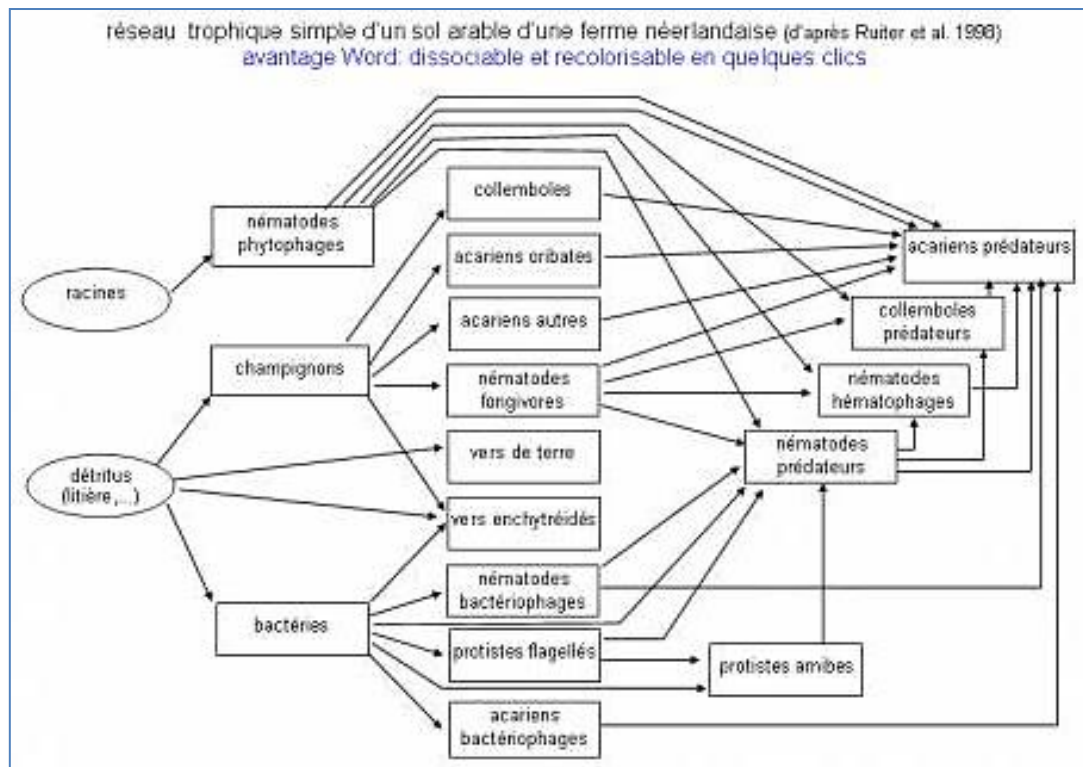 réseau trophique simple d'un sol arable d'une ferme néerlandaise (d'après Ruiter et al. 1998)
avantage Word: dissociable et recolorisable en quelques clics
collemboles
nématodes
phytophages
acariens oribates
acariens prédateurs
racines
acariens autres
collemboles
prédateurs
champignons
nématodes
fongivores
nématodes
hématophages
vers de terre
nématodes
prédateurs
détritus
(litière,...)
vers enchytréidés
nématodes
bactériophages
bactéries
protistes flagellés
protistes amibes
acariens
bactériophages